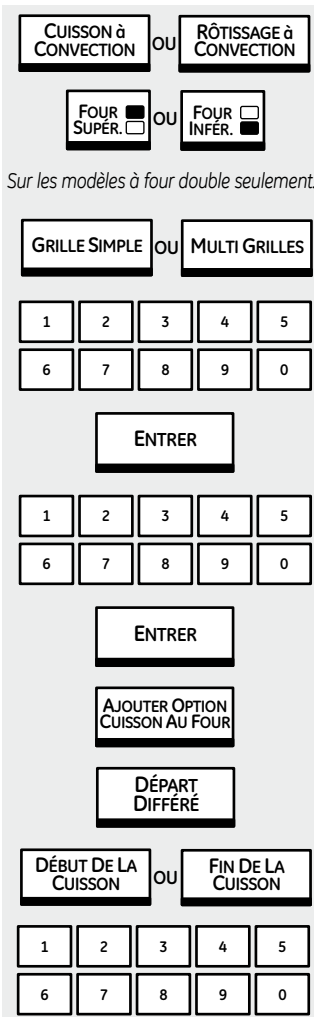 CUISSON à
CONVECTION
OU
RÔTISSAGE à
CONVECTION
FOUR
SUPÉR.
OU
FOUR
INFÉR.
Sur les modèles à four double seulement.
GRILLE SIMPLE OU MULTI GRILLES
1 2 3 4 5
6 7 8 9 0
ENTRER
1 2 3 4 5
6 7 8 9 0
ENTRER
AJOUTER OPTION
CUISSON AU FOUR
DÉPART
DIFFÉRÉ
DÉBUT DE LA
CUISSON
OU
FIN DE LA
CUISSON
1 2 3 4 5
6 7 8 9 0